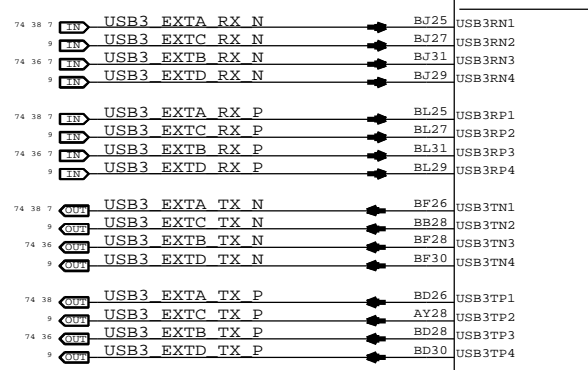 74 38 7 IN USB3_EXTA_RX_N BJ25 USB3RN1
9 IN USB3_EXTC_RX_N BJ27 USB3RN2
74 36 7 IN USB3_EXTB_RX_N BJ31 USB3RN3
9 IN USB3_EXTD_RX_N BJ29 USB3RN4
74 38 7 IN USB3_EXTA_RX_P BL25 USB3RP1
9 IN USB3_EXTC_RX_P BL27 USB3RP2
74 36 7 IN USB3_EXTB_RX_P BL31 USB3RP3
9 IN USB3_EXTD_RX_P BL29 USB3RP4
74 38 7 OUT USB3_EXTA_TX_N BF26 USB3TN1
9 OUT USB3_EXTC_TX_N BB28 USB3TN2
74 36 OUT USB3_EXTB_TX_N BF28 USB3TN3
9 OUT USB3_EXTD_TX_N BF30 USB3TN4
74 38 OUT USB3_EXTA_TX_P BD26 USB3TP1
9 OUT USB3_EXTC_TX_P AY28 USB3TP2
74 36 OUT USB3_EXTB_TX_P BD28 USB3TP3
9 OUT USB3_EXTD_TX_P BD30 USB3TP4